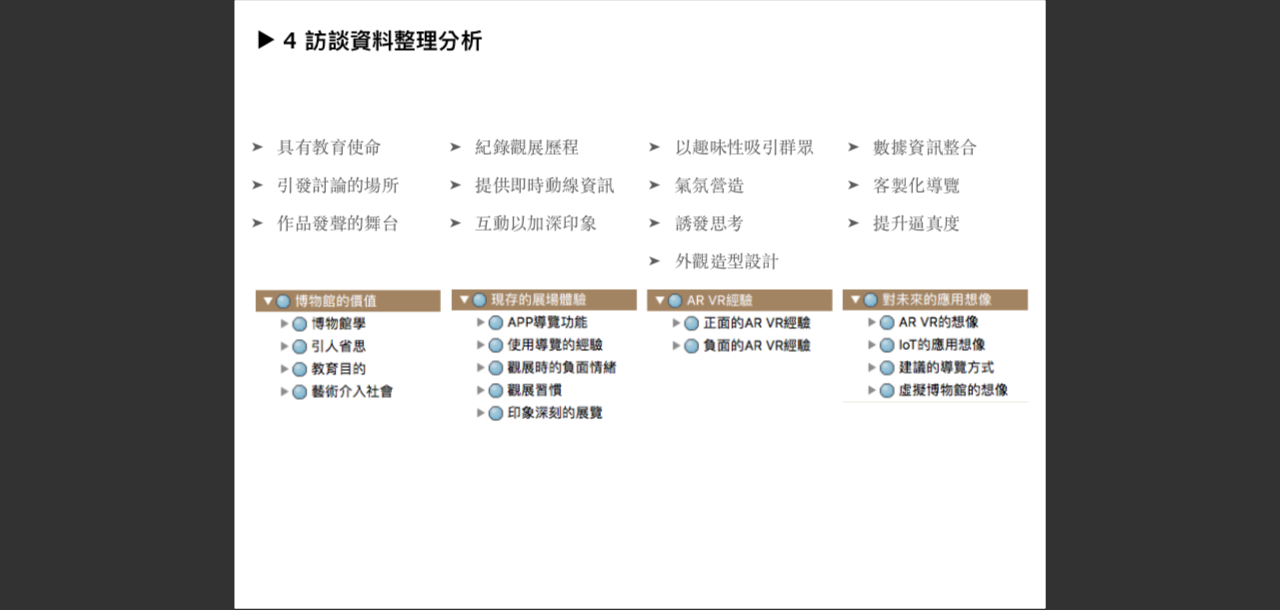 ▶ 4 訪談資料整理分析
➤ 具有教育使命
➤ 引發討論的場所
➤ 作品發聲的舞台
➤ 紀錄觀展歷程
➤ 提供即時動線資訊
➤ 互動以加深印象
➤ 以趣味性吸引群眾
➤ 氣氛營造
➤ 誘發思考
➤ 外觀造型設計
➤ 數據資訊整合
➤ 客製化導覽
➤ 提升逼真度
博物館的價值
博物館學
引人省思
教育目的
藝術介入社會
現存的展場體驗
APP導覽功能
使用導覽的經驗
觀展時的負面情緒
觀展習慣
印象深刻的展覽
AR VR經驗
正面的AR VR經驗
負面的AR VR經驗
對未來的應用想像
AR VR的想像
IoT的應用想像
建議的導覽方式
虛擬博物館的想像